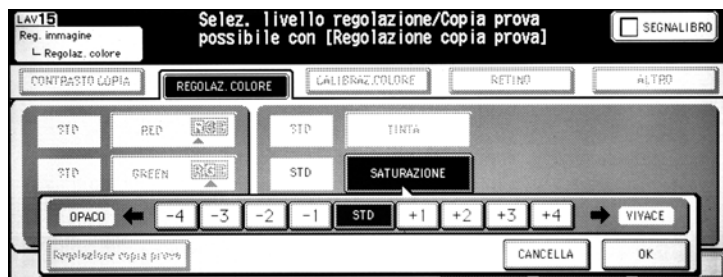 LAV15
Selez. livello regolazione/Copia prova
possibile con [Regolazione copia prova]
Reg. immagine
Regolaz. colore
SEGNALIBRO
CONTRASTO COPIA
REGOLAZ. COLORE
CALIBRAZ.COLORE
RETINO
ALTRO
STD
RED
RGB
STD
TINTA
STD
GREEN
RGB
STD
SATURAZIONE
OPACO
-4
-3
-2
-1
STD
+1
+2
+3
+4
VIVACE
Regolazione copia prova
CANCELLA
OK